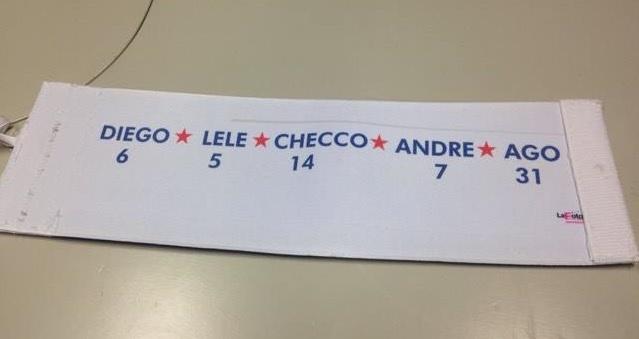 DIEGO ★ LELE ★ CHECCO ★ ANDRE ★ AGO
6 5 14 7 31